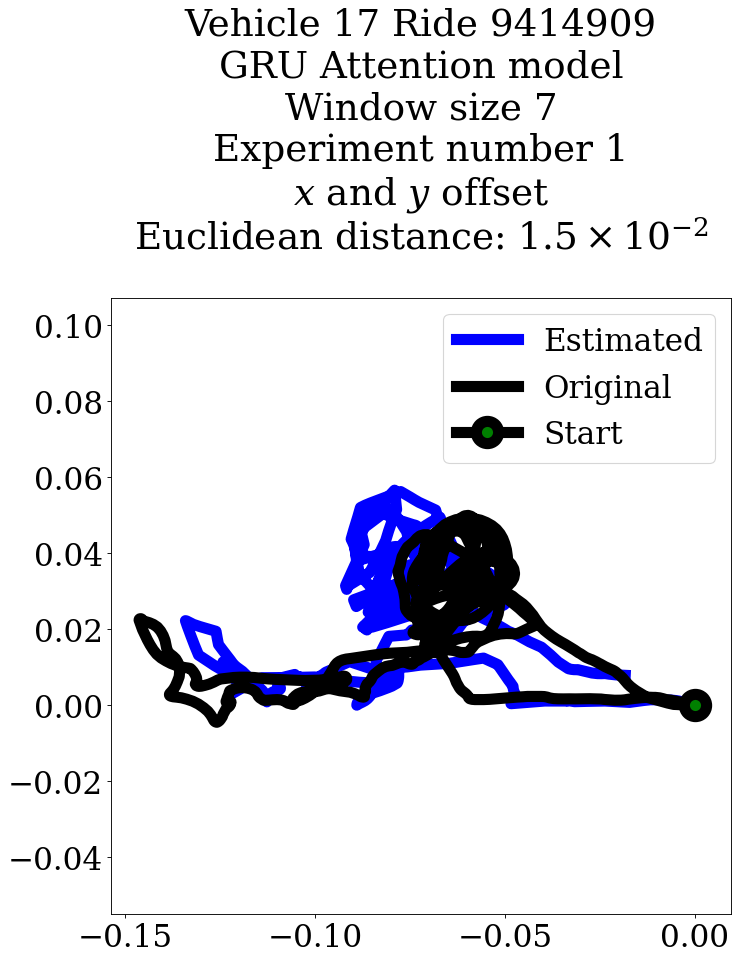 Vehicle 17 Ride 9414909
GRU Attention model
Window size 7
Experiment number 1
x and y offset
Euclidean distance: 1.5 × 10⁻²
Estimated
Original
Start
0.10
0.08
0.06
0.04
0.02
0.00
−0.02
−0.04
−0.15 −0.10 −0.05 0.00